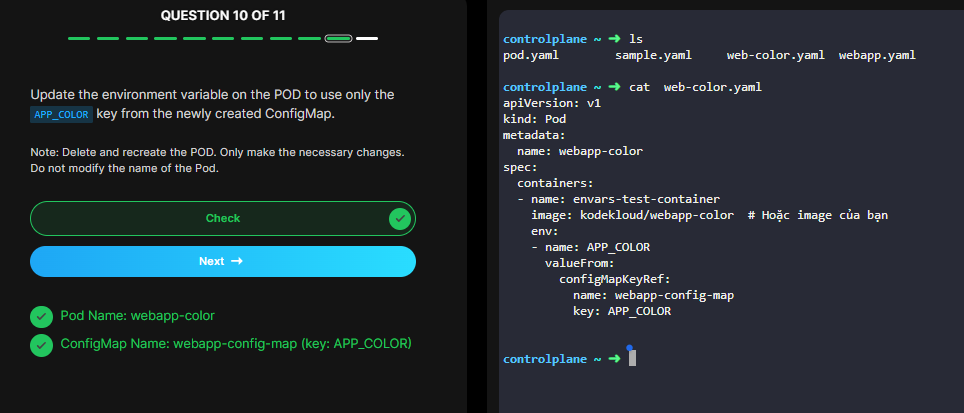 QUESTION 10 OF 11
Update the environment variable on the POD to use only the
APP_COLOR key from the newly created ConfigMap.
Note: Delete and recreate the POD. Only make the necessary changes.
Do not modify the name of the Pod.
Check
Next →
Pod Name: webapp-color
ConfigMap Name: webapp-config-map (key: APP_COLOR)
controlplane ~ ➜ ls
pod.yaml sample.yaml web-color.yaml webapp.yaml
controlplane ~ ➜ cat web-color.yaml
apiVersion: v1
kind: Pod
metadata:
  name: webapp-color
spec:
  containers:
  - name: envars-test-container
    image: kodekloud/webapp-color # Hoặc image của bạn
    env:
    - name: APP_COLOR
      valueFrom:
        configMapKeyRef:
          name: webapp-config-map
          key: APP_COLOR
controlplane ~ ➜